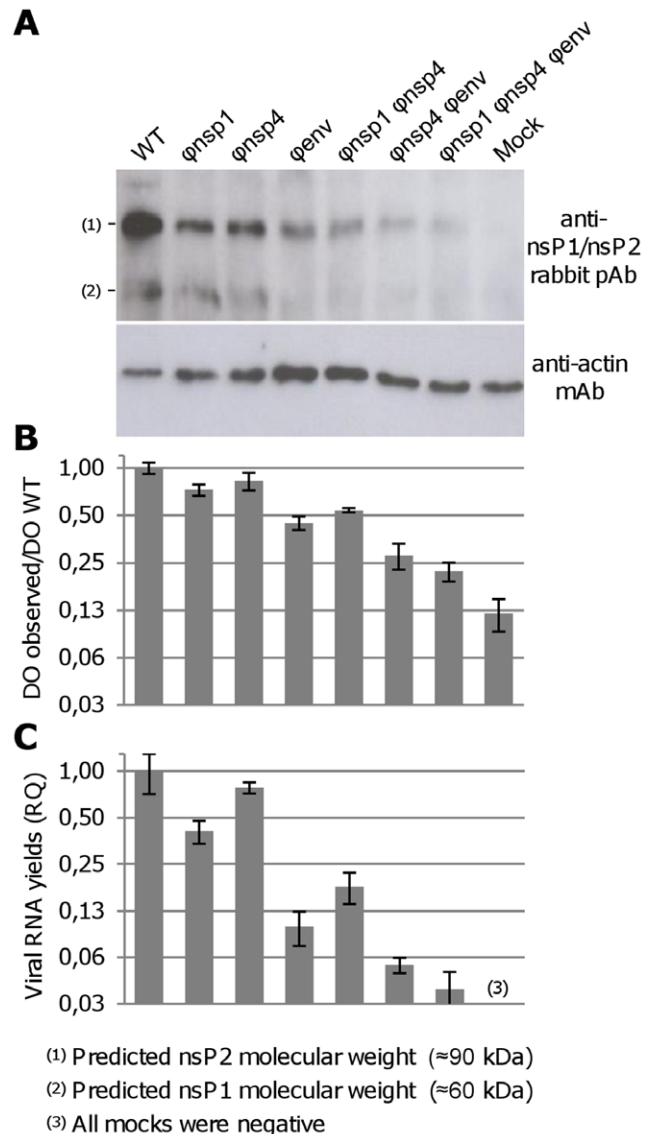 A
WT
φnsp1
φnsp4
φenv
φnsp1 φnsp4
φnsp4 φenv
φnsp1 φnsp4 φenv
Mock
(1)
(2)
anti-
nsP1/nsP2
rabbit pAb
anti-actin
mAb
B
DO observed/DO WT
1,00
0,50
0,25
0,13
0,06
0,03
C
Viral RNA yields (RQ)
1,00
0,50
0,25
0,13
0,06
0,03
(3)
(1) Predicted nsP2 molecular weight (≈90 kDa)
(2) Predicted nsP1 molecular weight (≈60 kDa)
(3) All mocks were negative